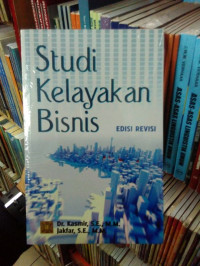 Studi
Kelayakan
Bisnis
EDISI REVISI
Dr. Kasmir, S.E., M.M.
Jakfar, S.E., M.M.